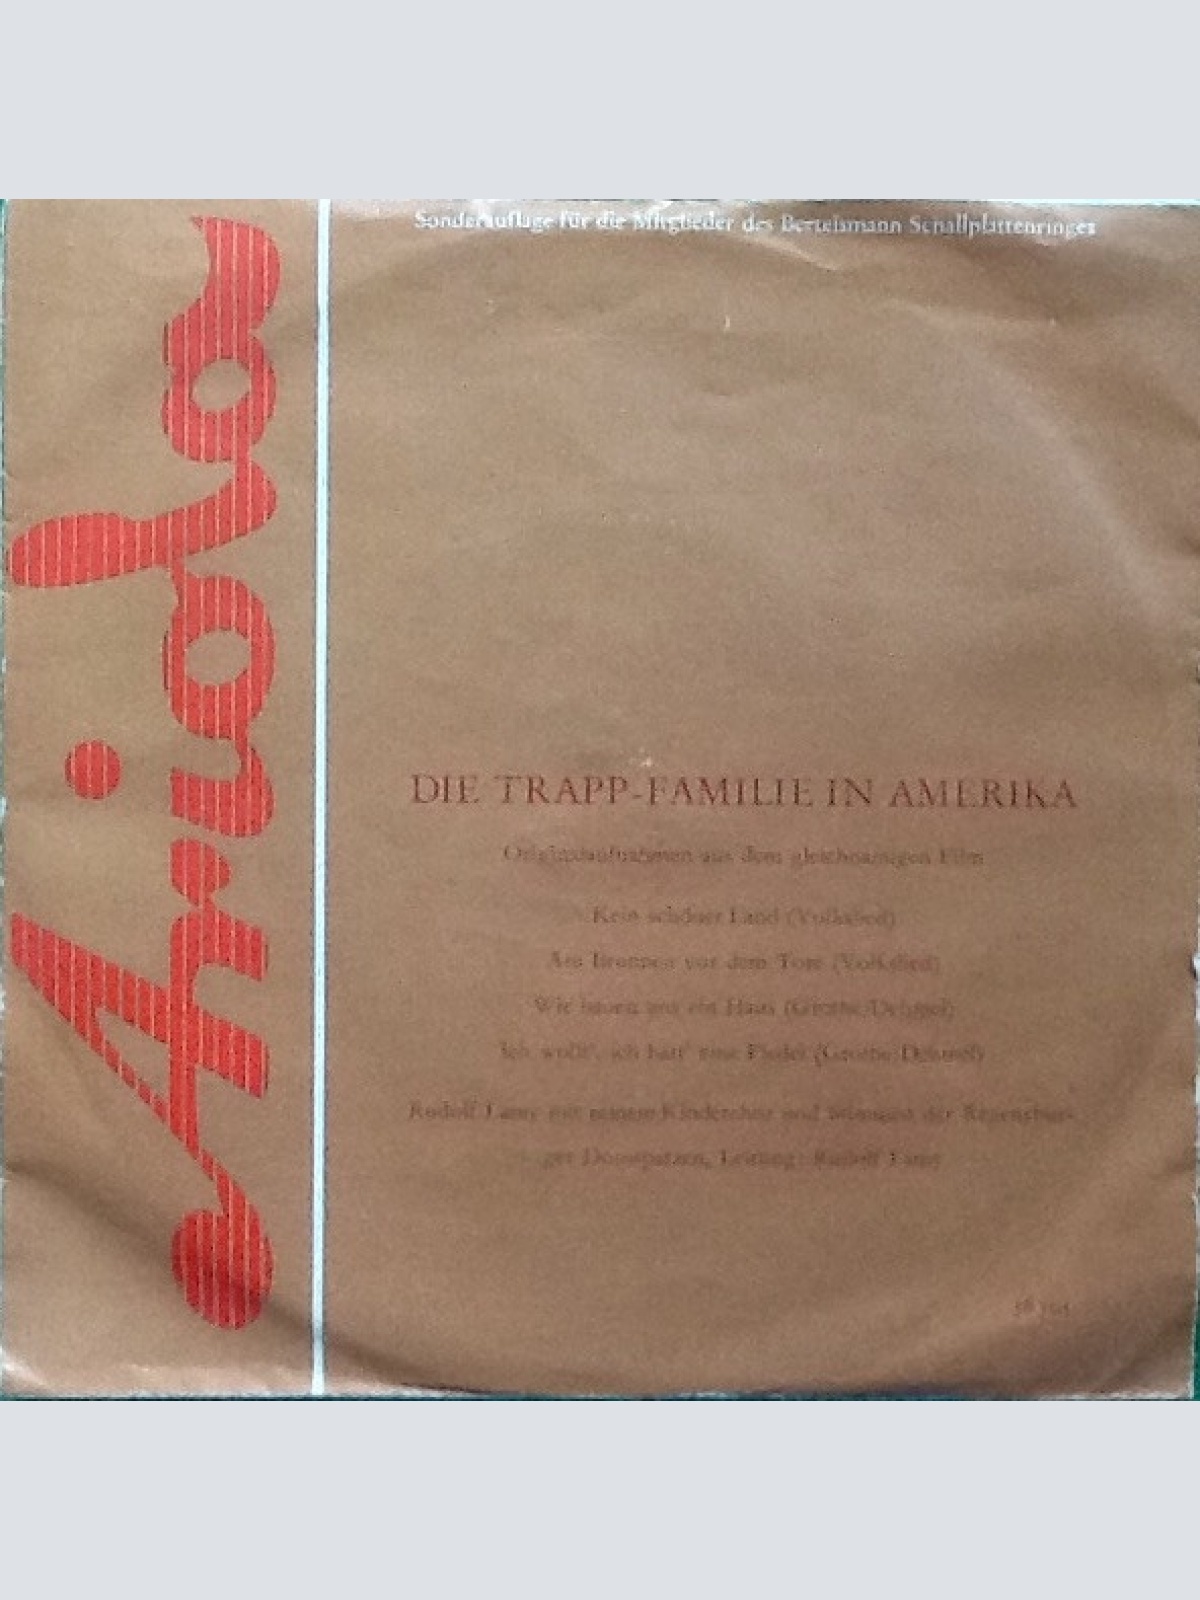 Ariola
Sonderauflage für die Mitglieder des Bertelsmann Schallplattenringes
DIE TRAPP-FAMILIE IN AMERIKA
Originalaufnahmen aus dem gleichnamigen Film
Kein schöner Land (Volkslied)
Am Brunnen vor dem Tore (Volkslied)
Wir bauen uns ein Haus (Grothe/Dehmel)
Ich wollt', ich hätt' eine Fiedel (Grothe/Dehmel)
Rudolf Lamy mit seinem Kinderchor und Mitgliedern der Regensbur-
ger Domspatzen, Leitung: Rudolf Lamy